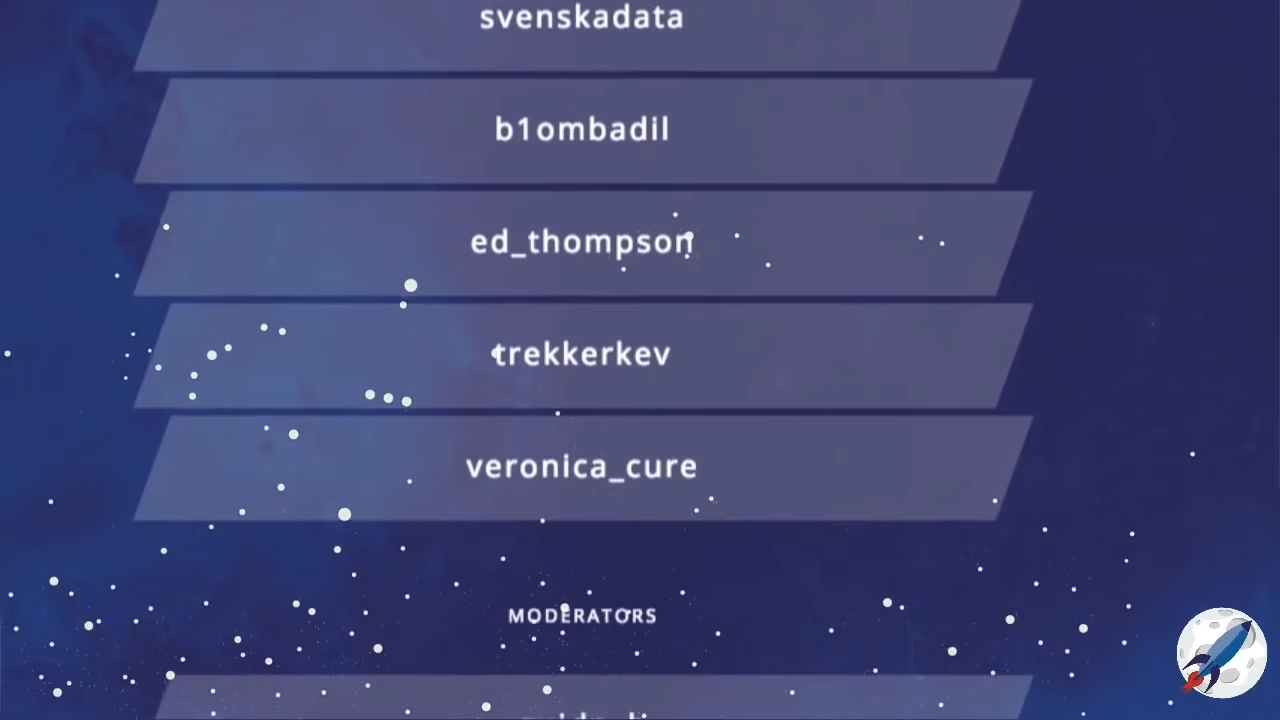 svenskadata
b1ombadil
ed_thompson
trekkerkev
veronica_cure
MODERATORS